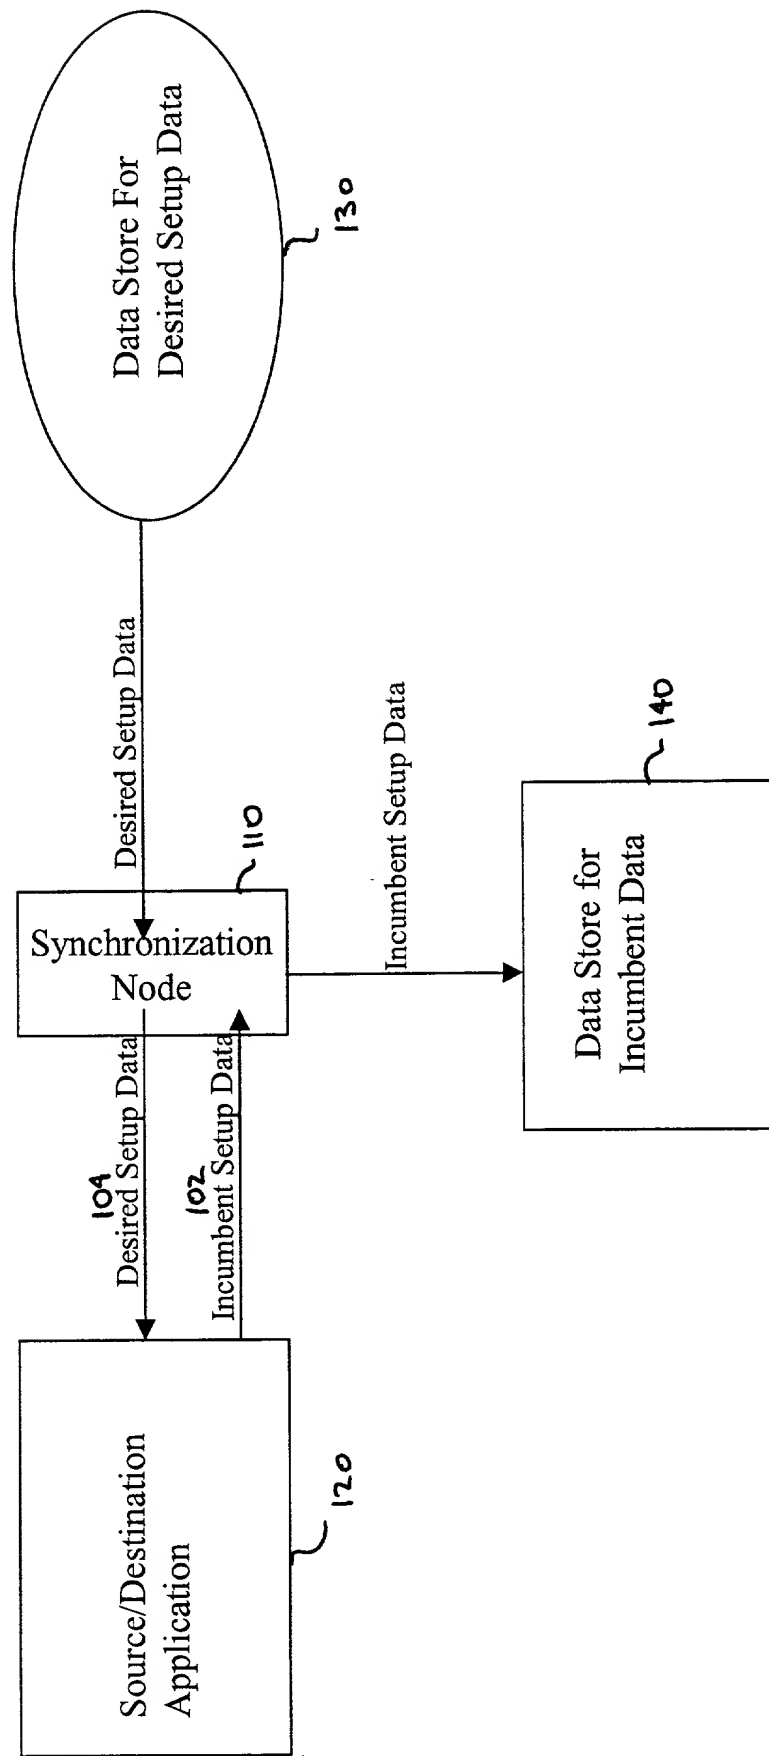 Source/Destination
Application
120
104
Desired Setup Data
102
Incumbent Setup Data
Synchronization
Node
110
Desired Setup Data
Data Store For
Desired Setup Data
130
Incumbent Setup Data
Data Store for
Incumbent Data
140